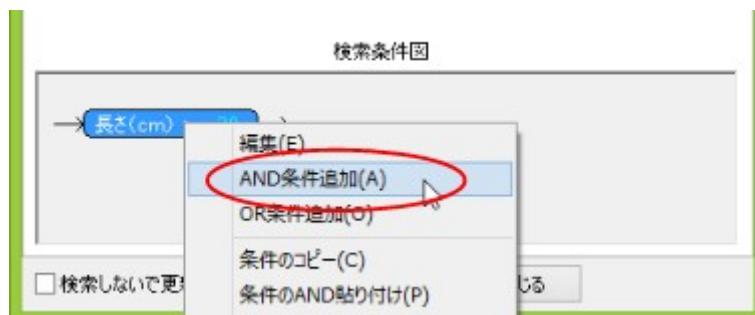 検索条件図
長さ(cm)
編集(E)
AND条件追加(A)
OR条件追加(O)
条件のコピー(C)
検索しないで更
じる
条件のAND貼り付け(P)